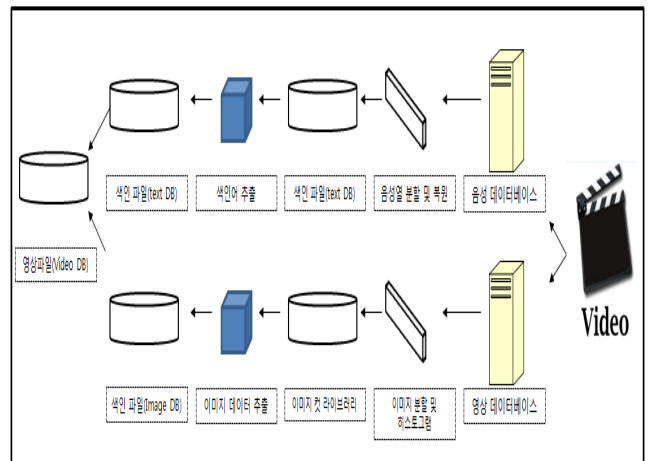 색인 파일(text DB)
색인어 추출
색인 파일(text DB)
음성열 분할 및 복원
음성 데이터베이스
영상파일(Video DB)
Video
색인 파일(Image DB)
이미지 데이터 추출
이미지 컷 라이브러리
이미지 분할 및
히스토그램
영상 데이터베이스